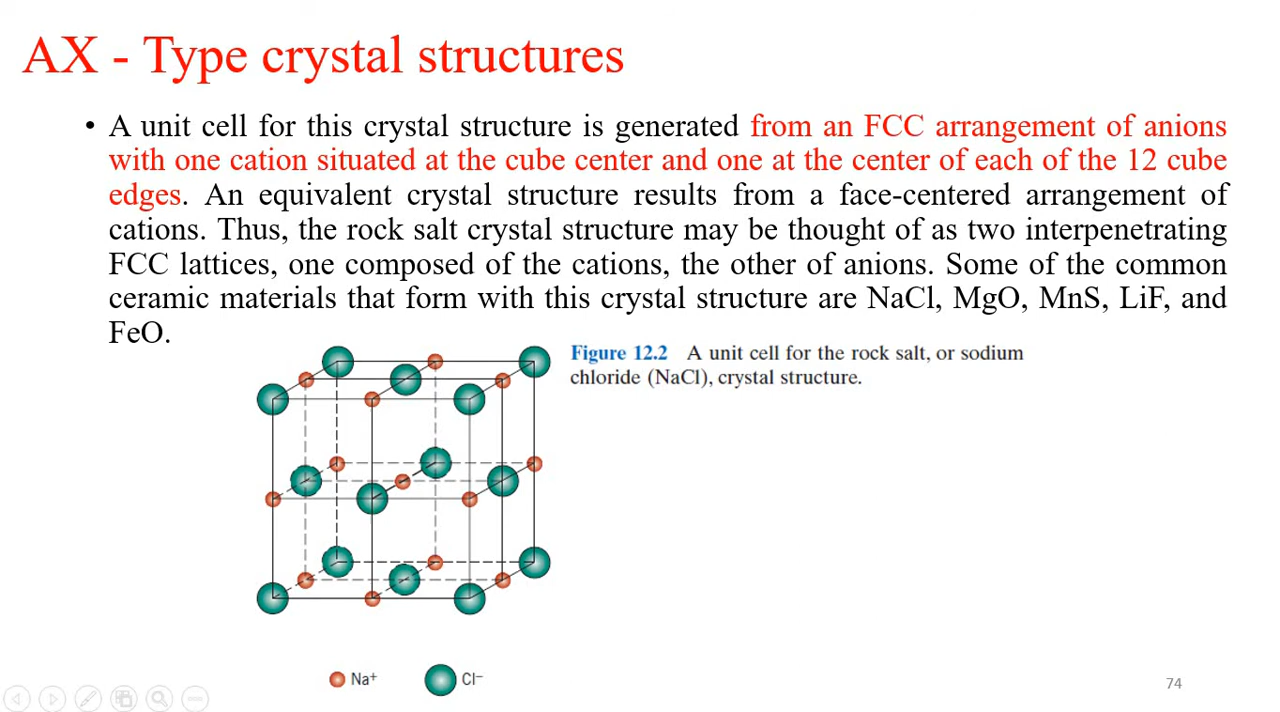 AX - Type crystal structures
• A unit cell for this crystal structure is generated from an FCC arrangement of anions
with one cation situated at the cube center and one at the center of each of the 12 cube
edges. An equivalent crystal structure results from a face-centered arrangement of
cations. Thus, the rock salt crystal structure may be thought of as two interpenetrating
FCC lattices, one composed of the cations, the other of anions. Some of the common
ceramic materials that form with this crystal structure are NaCl, MgO, MnS, LiF, and
FeO.
Figure 12.2 A unit cell for the rock salt, or sodium
chloride (NaCl), crystal structure.
Na⁺ Cl⁻
74